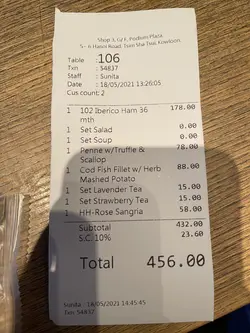 Shop 3, G/F, Podium Plaza
5 - 6 Hanoi Road, Tsim Sha Tsui, Kowloon
Table : 106
Txn : 54837
Staff : Sunita
Date : 18/05/2021 13:26:05
Cus count: 2
1 102 Iberico Ham 36 mth 178.00
1 Set Salad 0.00
1 Set Soup 0.00
1 Penne w/Truffle & Scallop 78.00
1 Cod Fish Fillet w/ Herb Mashed Potato 88.00
1 Set Lavender Tea 15.00
1 Set Strawberry Tea 15.00
1 HH-Rose Sangria 58.00
Subtotal 432.00
S.C. 10% 23.60
Total 456.00
Sunita : 18/05/2021 14:45:45
Txn 54837